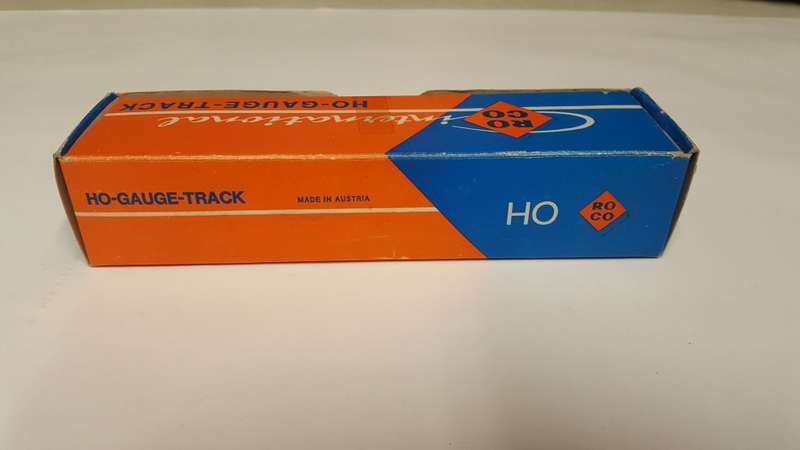 HO-GAUGE-TRACK
international
RO
CO
HO-GAUGE-TRACK
MADE IN AUSTRIA
HO
RO
CO